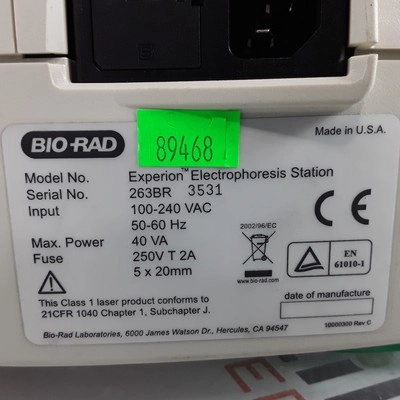 BIO-RAD
89468
Made in U.S.A.
Model No. Experion™ Electrophoresis Station
Serial No. 263BR 3531
Input 100-240 VAC
50-60 Hz
Max. Power 40 VA
Fuse 250V T 2A
5 x 20mm
2002/96/EC
www.bio-rad.com
CE
EN
61010-1
This Class 1 laser product conforms to
21CFR 1040 Chapter 1, Subchapter J.
date of manufacture
Bio-Rad Laboratories, 6000 James Watson Dr., Hercules, CA 94547
10005300 Rev C